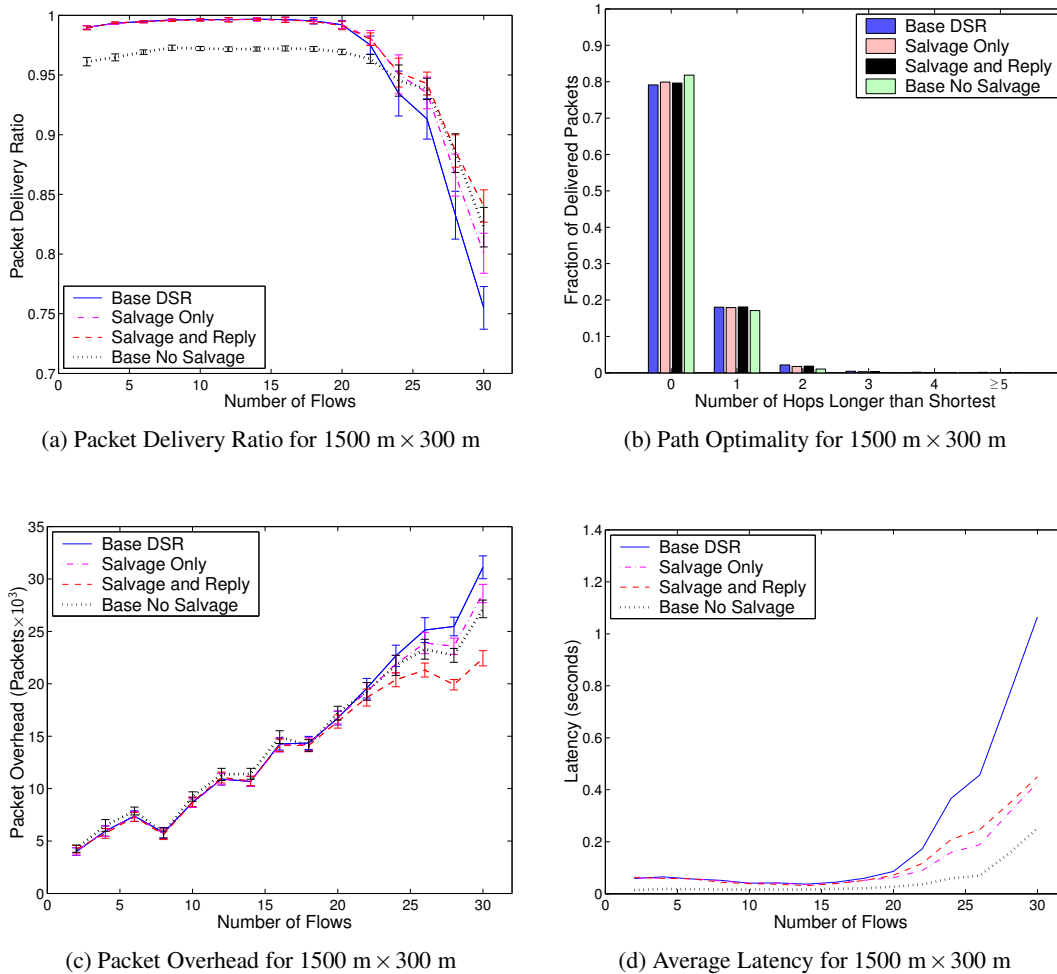 1
0.95
0.9
0.85
0.8
0.75
0.7
Packet Delivery Ratio
Base DSR
Salvage Only
Salvage and Reply
Base No Salvage
0 5 10 15 20 25 30
Number of Flows
(a) Packet Delivery Ratio for 1500 m × 300 m
1
0.9
0.8
0.7
0.6
0.5
0.4
0.3
0.2
0.1
0
Fraction of Delivered Packets
Base DSR
Salvage Only
Salvage and Reply
Base No Salvage
0 1 2 3 4 ≥5
Number of Hops Longer than Shortest
(b) Path Optimality for 1500 m × 300 m
35
30
25
20
15
10
5
0
Packet Overhead (Packets×10³)
Base DSR
Salvage Only
Salvage and Reply
Base No Salvage
0 5 10 15 20 25 30
Number of Flows
(c) Packet Overhead for 1500 m × 300 m
1.4
1.2
1
0.8
0.6
0.4
0.2
0
Latency (seconds)
Base DSR
Salvage Only
Salvage and Reply
Base No Salvage
0 5 10 15 20 25 30
Number of Flows
(d) Average Latency for 1500 m × 300 m